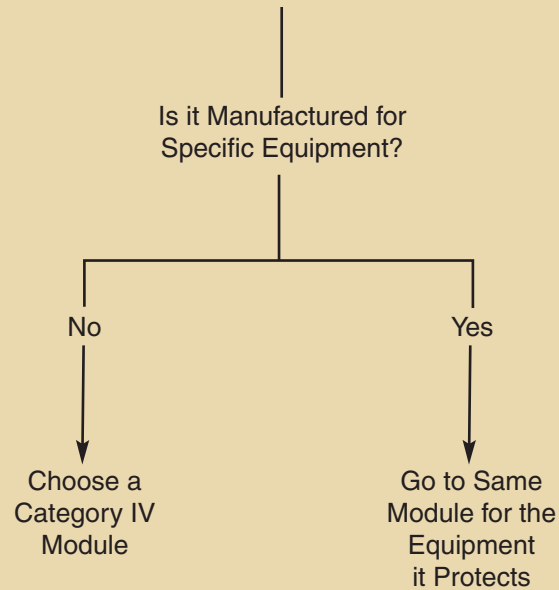 Is it Manufactured for
Specific Equipment?
No
Yes
Choose a
Category IV
Module
Go to Same
Module for the
Equipment
it Protects